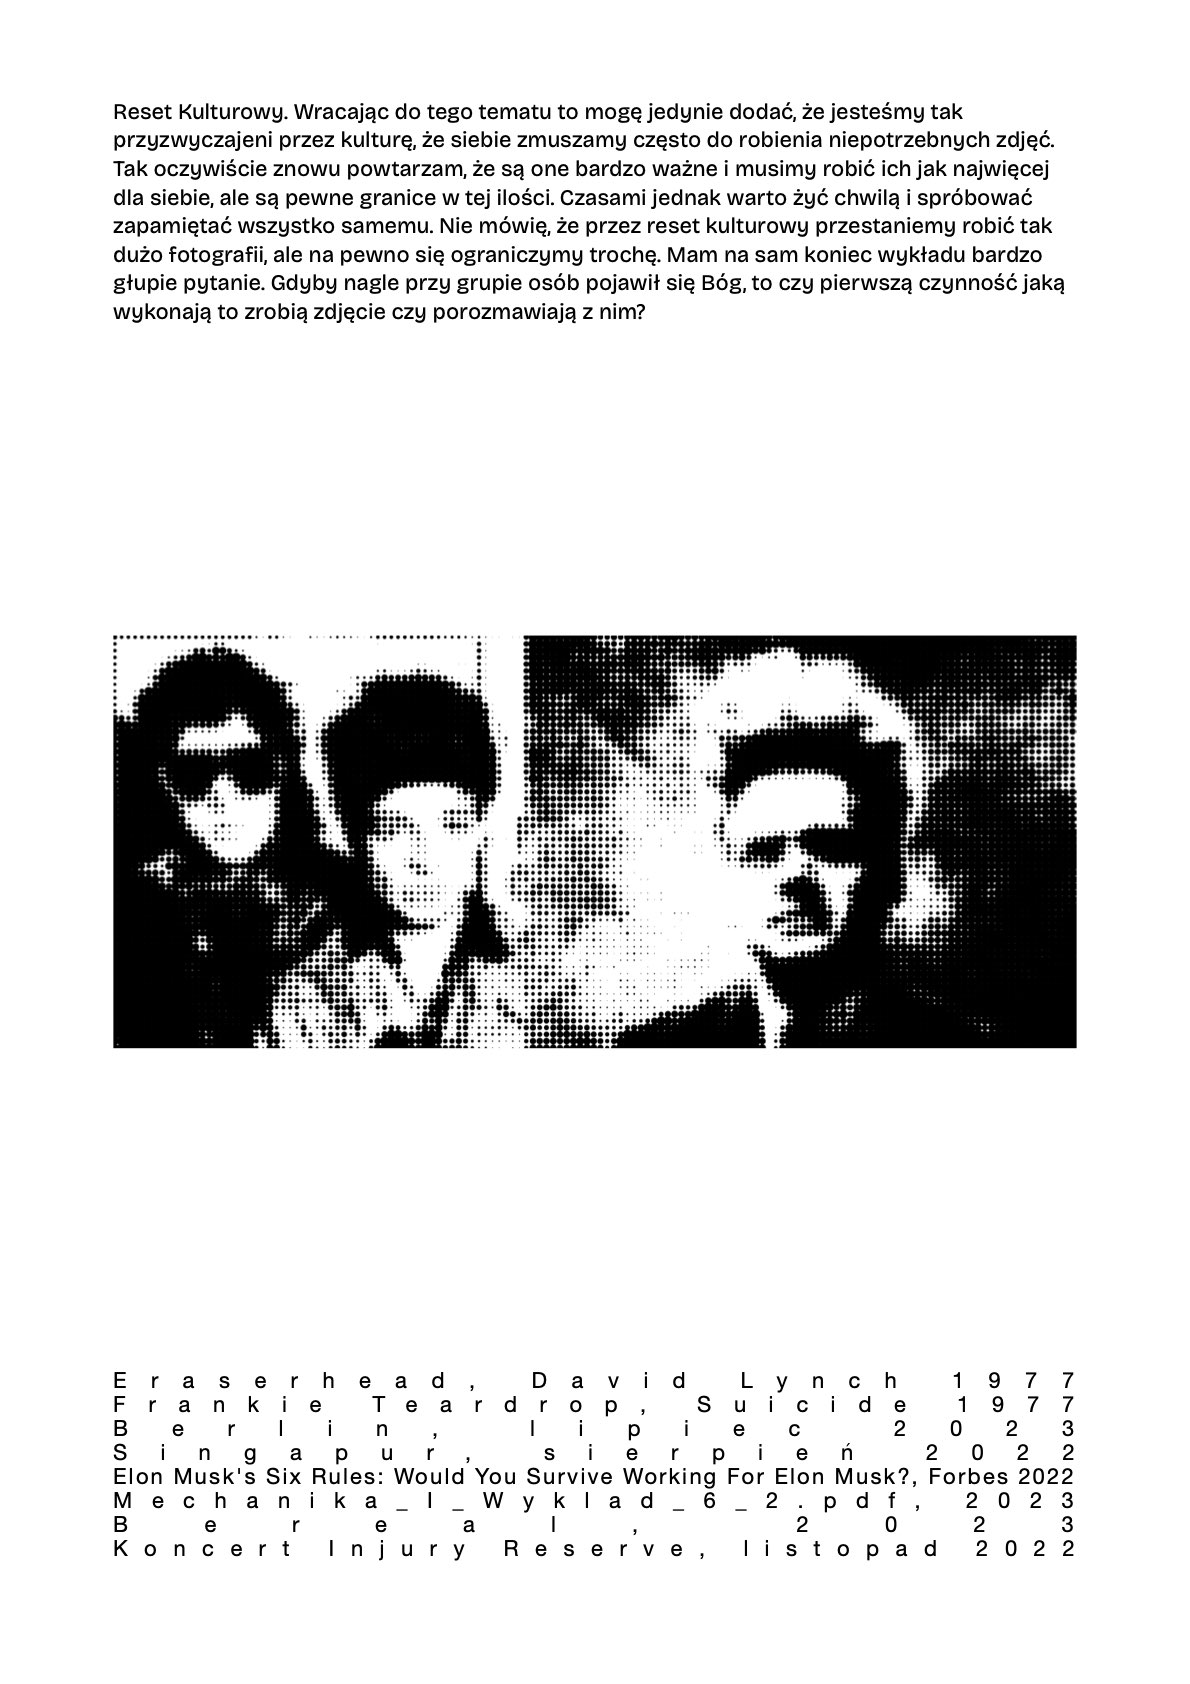 Reset Kulturowy. Wracając do tego tematu to mogę jedynie dodać, że jesteśmy tak
przyzwyczajeni przez kulturę, że siebie zmuszamy często do robienia niepotrzebnych zdjęć.
Tak oczywiście znowu powtarzam, że są one bardzo ważne i musimy robić ich jak najwięcej
dla siebie, ale są pewne granice w tej ilości. Czasami jednak warto żyć chwilą i spróbować
zapamiętać wszystko samemu. Nie mówię, że przez reset kulturowy przestaniemy robić tak
dużo fotografii, ale na pewno się ograniczymy trochę. Mam na sam koniec wykładu bardzo
głupie pytanie. Gdyby nagle przy grupie osób pojawił się Bóg, to czy pierwszą czynność jaką
wykonają to zrobią zdjęcie czy porozmawiają z nim?
Eraserhead, David Lynch 1977
Frankie Teardrop, Suicide 1977
Berlin, lipiec 2023
Singapur, sierpień 2022
Elon Musk's Six Rules: Would You Survive Working For Elon Musk?, Forbes 2022
Mechanika_I_Wyklad_6_2.pdf, 2023
Bereal, 2023
Koncert Injury Reserve, listopad 2022